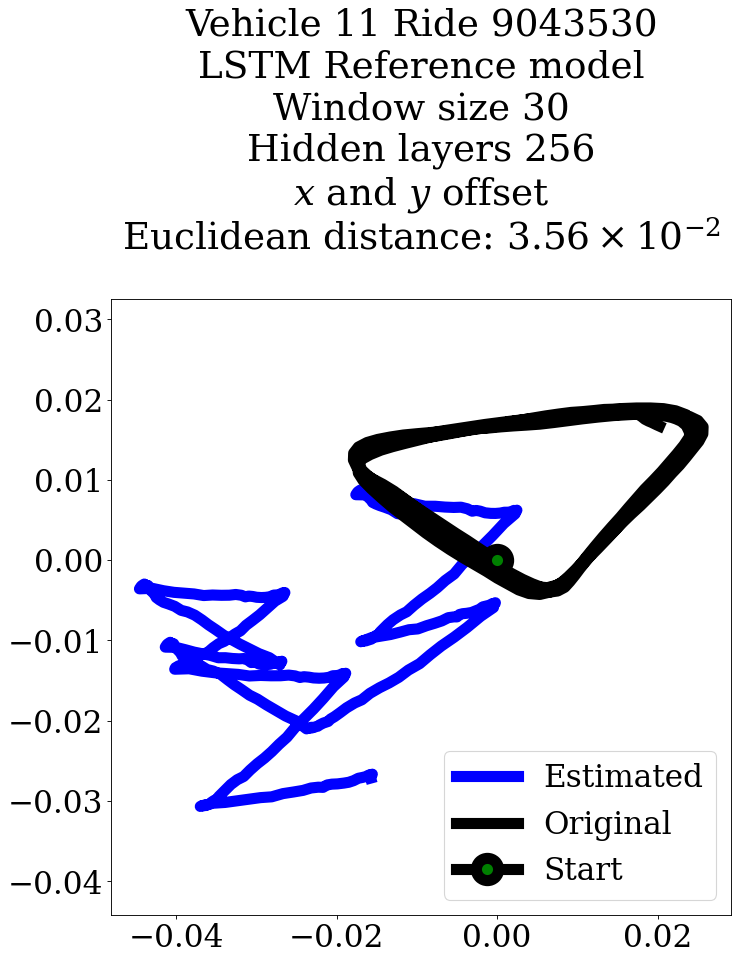 Vehicle 11 Ride 9043530
LSTM Reference model
Window size 30
Hidden layers 256
x and y offset
Euclidean distance: 3.56 × 10⁻²
0.03
0.02
0.01
0.00
−0.01
−0.02
−0.03
−0.04
Estimated
Original
Start
−0.04 −0.02 0.00 0.02